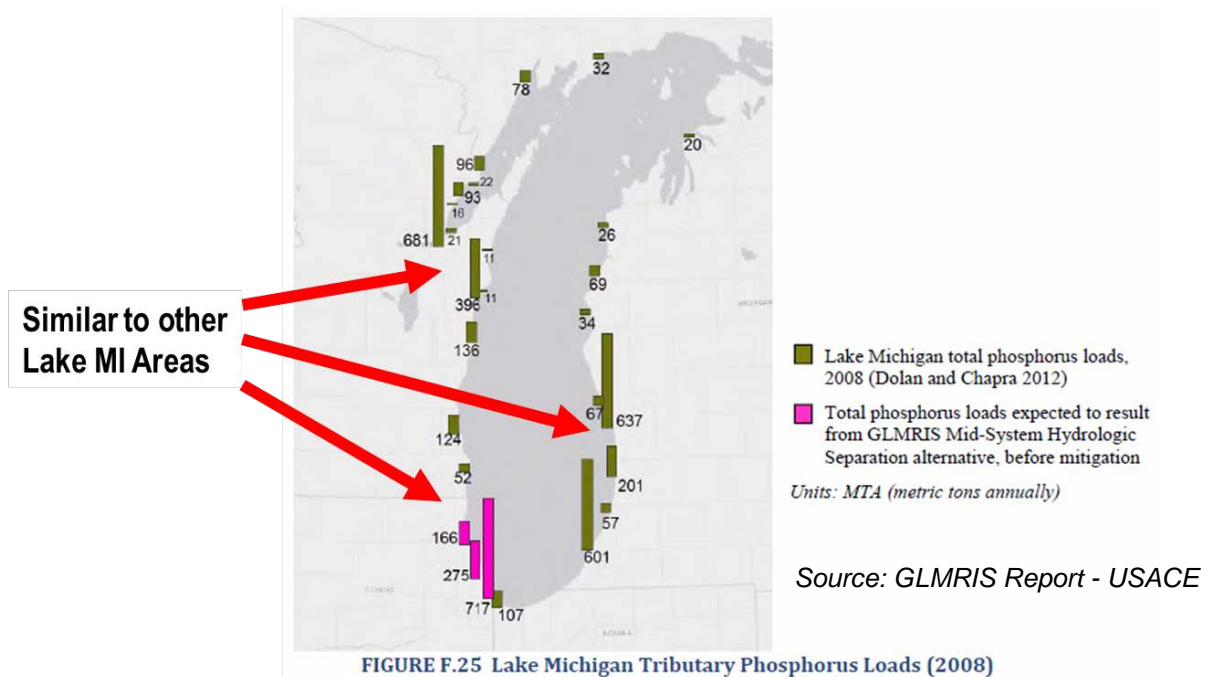 32
78
20
96
22
93
16
21
681
11
26
69
396
11
34
136
67
637
124
52
201
57
166
601
275
717
107
Similar to other
Lake MI Areas
Lake Michigan total phosphorus loads,
2008 (Dolan and Chapra 2012)
Total phosphorus loads expected to result
from GLMRIS Mid-System Hydrologic
Separation alternative, before mitigation
Units: MTA (metric tons annually)
Source: GLMRIS Report - USACE
FIGURE F.25 Lake Michigan Tributary Phosphorus Loads (2008)